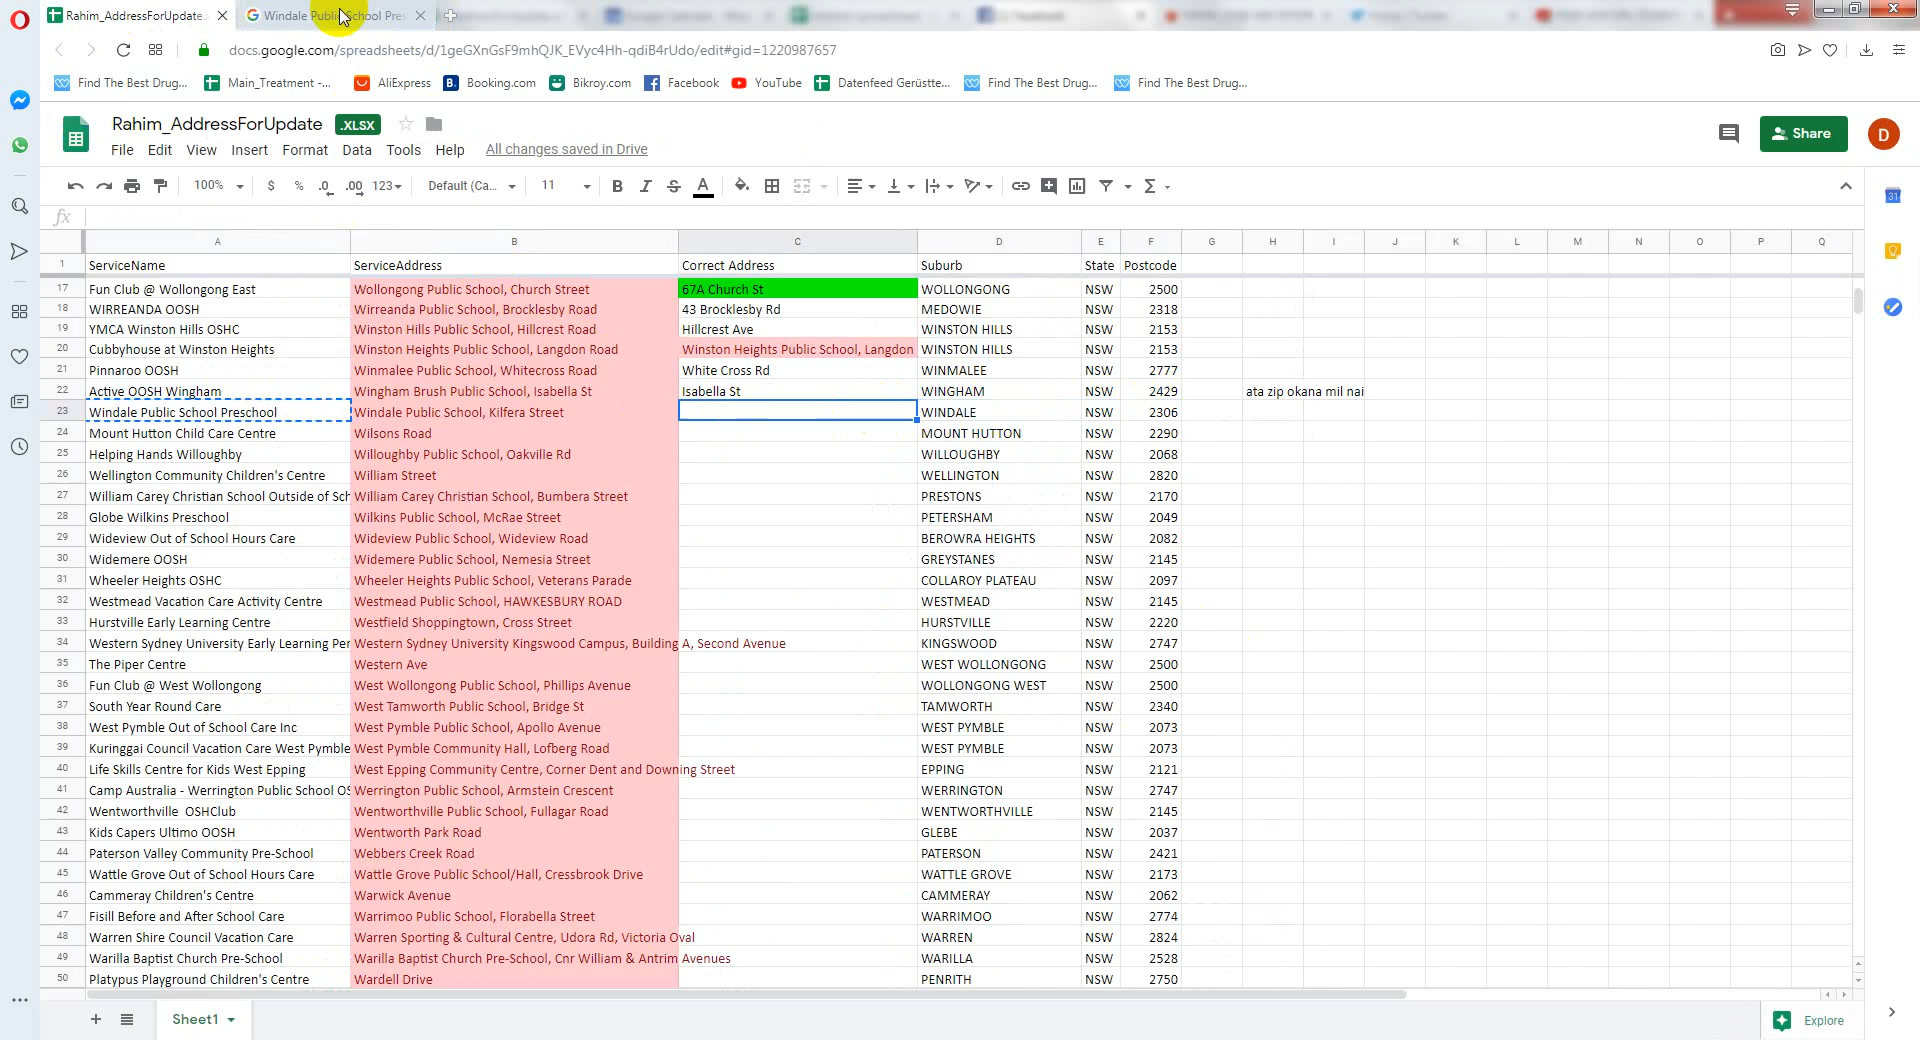 Rahim_AddressForUpdate.
Windale Public School Pres
docs.google.com/spreadsheets/d/1geGXnGsF9mhQJK_EVyc4Hh-qdiB4rUdo/edit#gid=1220987657
Find The Best Drug... Main_Treatment -... AliExpress Booking.com Bikroy.com Facebook YouTube Datenfeed Gerüstte... Find The Best Drug... Find The Best Drug...
Rahim_AddressForUpdate .XLSX
Share
D
File Edit View Insert Format Data Tools Help All changes saved in Drive
100% $ % .0 .00 123 Default (Ca... 11 B I S A
fx
A B C D E F G H I J K L M N O P Q
1 ServiceName ServiceAddress Correct Address Suburb State Postcode
17 Fun Club @ Wollongong East Wollongong Public School, Church Street 67A Church St WOLLONGONG NSW 2500
18 WIRREANDA OOSH Wirreanda Public School, Brocklesby Road 43 Brocklesby Rd MEDOWIE NSW 2318
19 YMCA Winston Hills OSHC Winston Hills Public School, Hillcrest Road Hillcrest Ave WINSTON HILLS NSW 2153
20 Cubbyhouse at Winston Heights Winston Heights Public School, Langdon Road Winston Heights Public School, Langdon WINSTON HILLS NSW 2153
21 Pinnaroo OOSH Winmalee Public School, Whitecross Road White Cross Rd WINMALEE NSW 2777
22 Active OOSH Wingham Wingham Brush Public School, Isabella St Isabella St WINGHAM NSW 2429 ata zip okana mil nai
23 Windale Public School Preschool Windale Public School, Kilfera Street WINDALE NSW 2306
24 Mount Hutton Child Care Centre Wilsons Road MOUNT HUTTON NSW 2290
25 Helping Hands Willoughby Willoughby Public School, Oakville Rd WILLOUGHBY NSW 2068
26 Wellington Community Children's Centre William Street WELLINGTON NSW 2820
27 William Carey Christian School Outside of Sch William Carey Christian School, Bumbera Street PRESTONS NSW 2170
28 Globe Wilkins Preschool Wilkins Public School, McRae Street PETERSHAM NSW 2049
29 Wideview Out of School Hours Care Wideview Public School, Wideview Road BEROWRA HEIGHTS NSW 2082
30 Widemere OOSH Widemere Public School, Nemesia Street GREYSTANES NSW 2145
31 Wheeler Heights OSHC Wheeler Heights Public School, Veterans Parade COLLAROY PLATEAU NSW 2097
32 Westmead Vacation Care Activity Centre Westmead Public School, HAWKESBURY ROAD WESTMEAD NSW 2145
33 Hurstville Early Learning Centre Westfield Shoppingtown, Cross Street HURSTVILLE NSW 2220
34 Western Sydney University Early Learning Per Western Sydney University Kingswood Campus, Building A, Second Avenue KINGSWOOD NSW 2747
35 The Piper Centre Western Ave WEST WOLLONGONG NSW 2500
36 Fun Club @ West Wollongong West Wollongong Public School, Phillips Avenue WOLLONGONG WEST NSW 2500
37 South Year Round Care West Tamworth Public School, Bridge St TAMWORTH NSW 2340
38 West Pymble Out of School Care Inc West Pymble Public School, Apollo Avenue WEST PYMBLE NSW 2073
39 Kuringgai Council Vacation Care West Pymble West Pymble Community Hall, Lofberg Road WEST PYMBLE NSW 2073
40 Life Skills Centre for Kids West Epping West Epping Community Centre, Corner Dent and Downing Street EPPING NSW 2121
41 Camp Australia - Werrington Public School OS Werrington Public School, Armstein Crescent WERRINGTON NSW 2747
42 Wentworthville OSHClub Wentworthville Public School, Fullagar Road WENTWORTHVILLE NSW 2145
43 Kids Capers Ultimo OOSH Wentworth Park Road GLEBE NSW 2037
44 Paterson Valley Community Pre-School Webbers Creek Road PATERSON NSW 2421
45 Wattle Grove Out of School Hours Care Wattle Grove Public School/Hall, Cressbrook Drive WATTLE GROVE NSW 2173
46 Cammeray Children's Centre Warwick Avenue CAMMERAY NSW 2062
47 Fisill Before and After School Care Warrimoo Public School, Florabella Street WARRIMOO NSW 2774
48 Warren Shire Council Vacation Care Warren Sporting & Cultural Centre, Udora Rd, Victoria Oval WARREN NSW 2824
49 Warilla Baptist Church Pre-School Warilla Baptist Church Pre-School, Cnr William & Antrim Avenues WARILLA NSW 2528
50 Platypus Playground Children's Centre Wardell Drive PENRITH NSW 2750
Sheet1
Explore